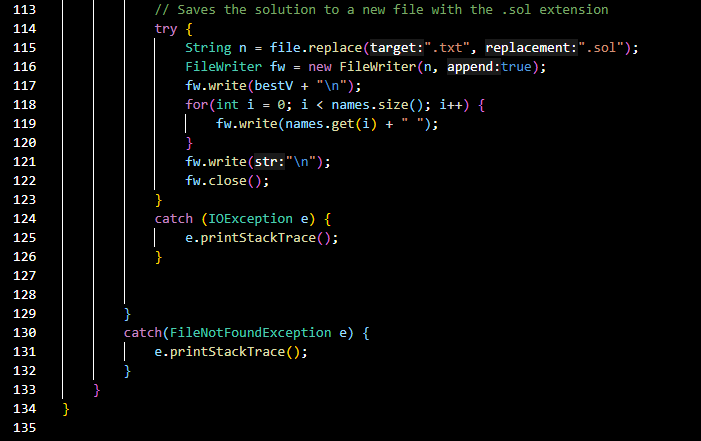 113 // Saves the solution to a new file with the .sol extension
114 try {
115 String n = file.replace(target:".txt", replacement:".sol");
116 FileWriter fw = new FileWriter(n, append:true);
117 fw.write(bestV + "\n");
118 for(int i = 0; i < names.size(); i++) {
119 fw.write(names.get(i) + " ");
120 }
121 fw.write(str:"\n");
122 fw.close();
123 }
124 catch (IOException e) {
125 e.printStackTrace();
126 }
127
128
129 }
130 catch(FileNotFoundException e) {
131 e.printStackTrace();
132 }
133 }
134 }
135